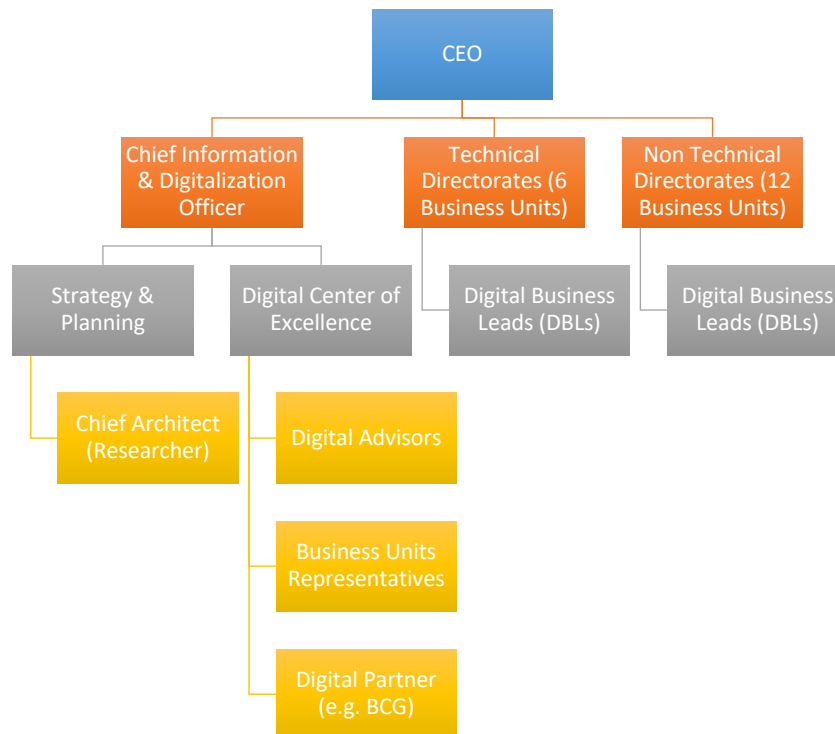 CEO
Chief Information
& Digitalization
Officer
Technical
Directorates (6
Business Units)
Non Technical
Directorates (12
Business Units)
Strategy &
Planning
Digital Center of
Excellence
Digital Business
Leads (DBLs)
Digital Business
Leads (DBLs)
Chief Architect
(Researcher)
Digital Advisors
Business Units
Representatives
Digital Partner
(e.g. BCG)